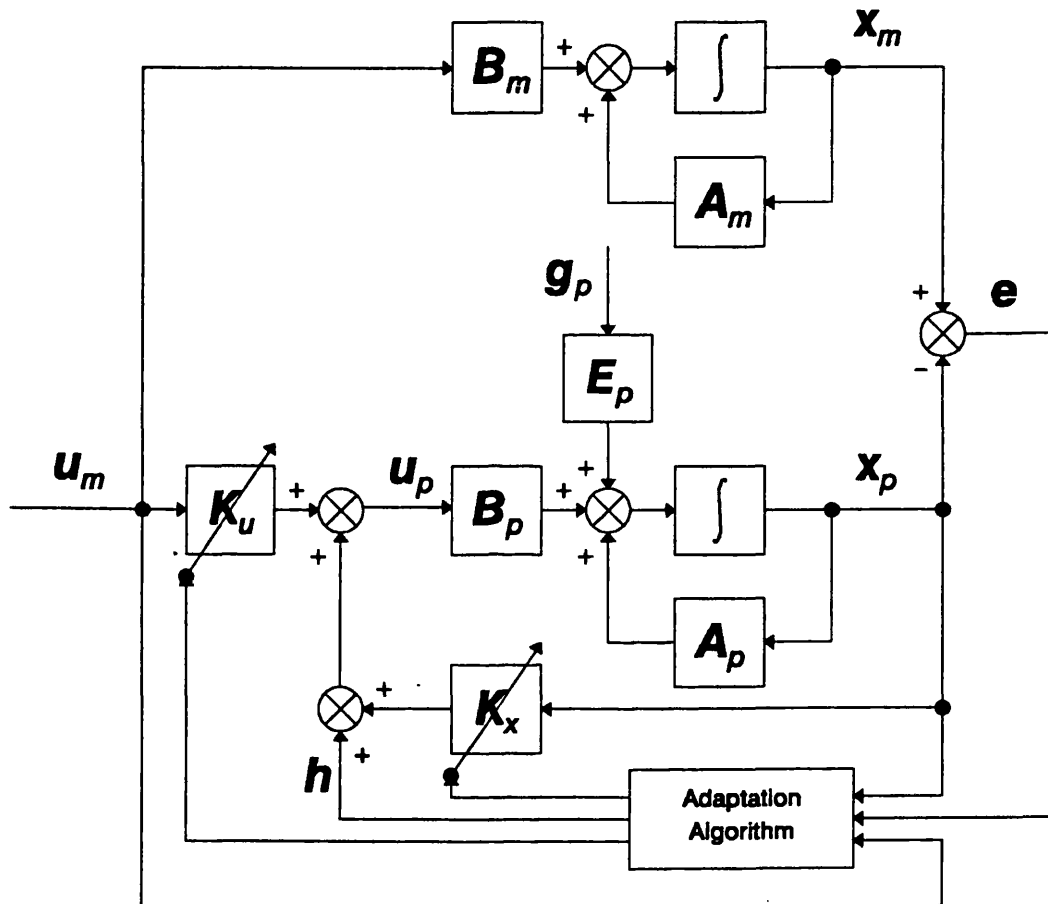 x_m
B_m
+
∫
+
A_m
g_p
+
e
E_p
−
u_m
K_u
+
u_p
B_p
+
+
∫
x_p
+
+
A_p
+
K_x
h
+
Adaptation
Algorithm